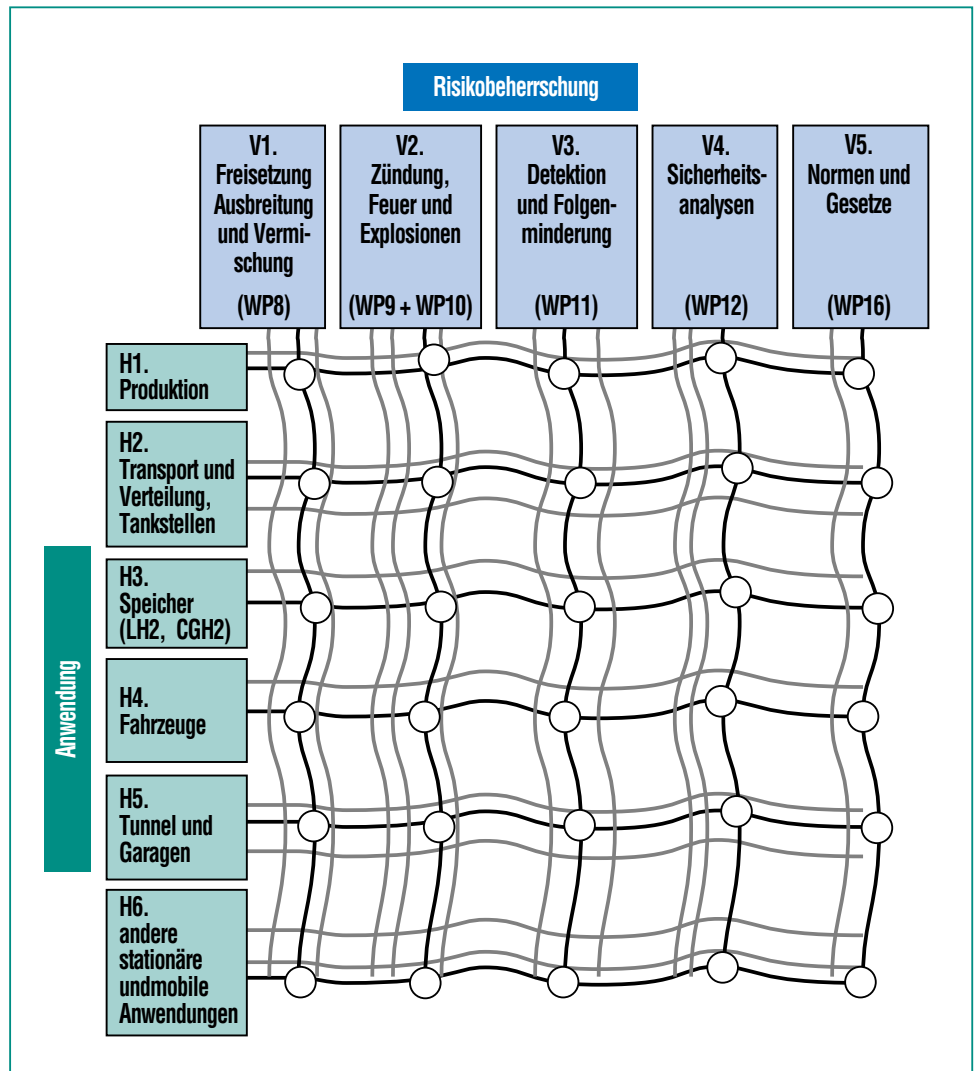 Risikobeherrschung
V1.
Freisetzung
Ausbreitung
und Vermi-
schung
(WP8)
V2.
Zündung,
Feuer und
Explosionen
(WP9 + WP10)
V3.
Detektion
und Folgen-
minderung
(WP11)
V4.
Sicherheits-
analysen
(WP12)
V5.
Normen und
Gesetze
(WP16)
Anwendung
H1.
Produktion
H2.
Transport und
Verteilung,
Tankstellen
H3.
Speicher
(LH2, CGH2)
H4.
Fahrzeuge
H5.
Tunnel und
Garagen
H6.
andere
stationäre
undmobile
Anwendungen